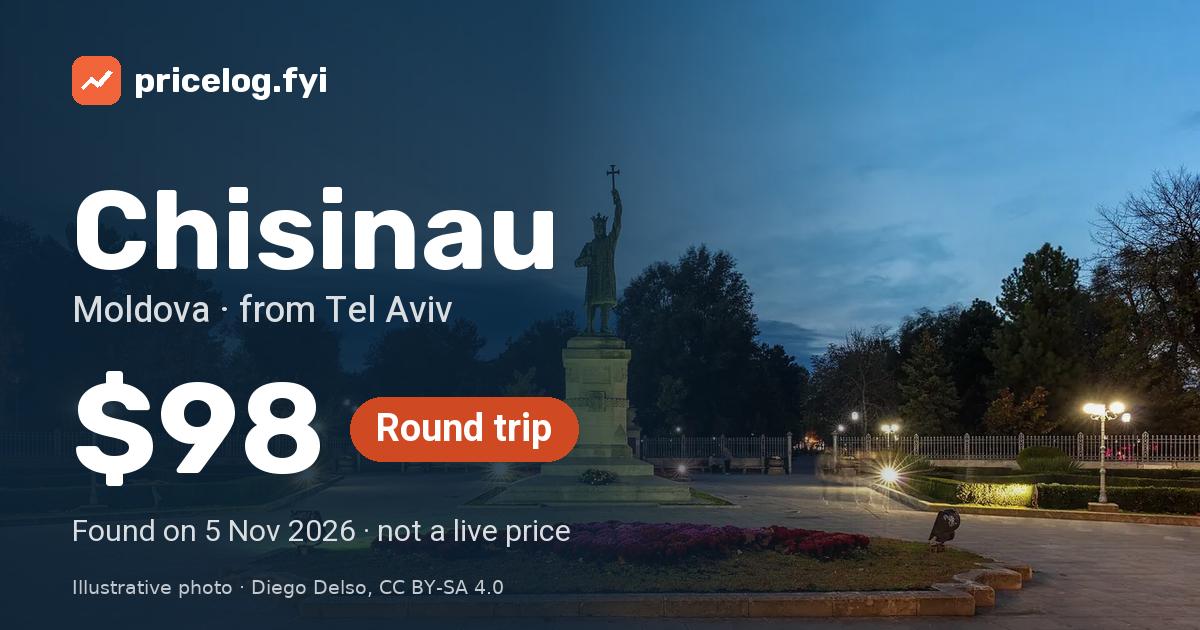 pricelog.fyi
Chisinau
Moldova · from Tel Aviv
$98 Round trip
Found on 5 Nov 2026 · not a live price
Illustrative photo · Diego Delso, CC BY-SA 4.0